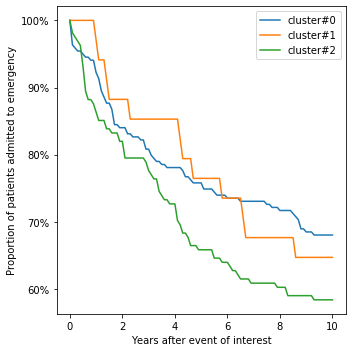 cluster#0
cluster#1
cluster#2
100%
90%
80%
70%
60%
Proportion of patients admitted to emergency
0
2
4
6
8
10
Years after event of interest